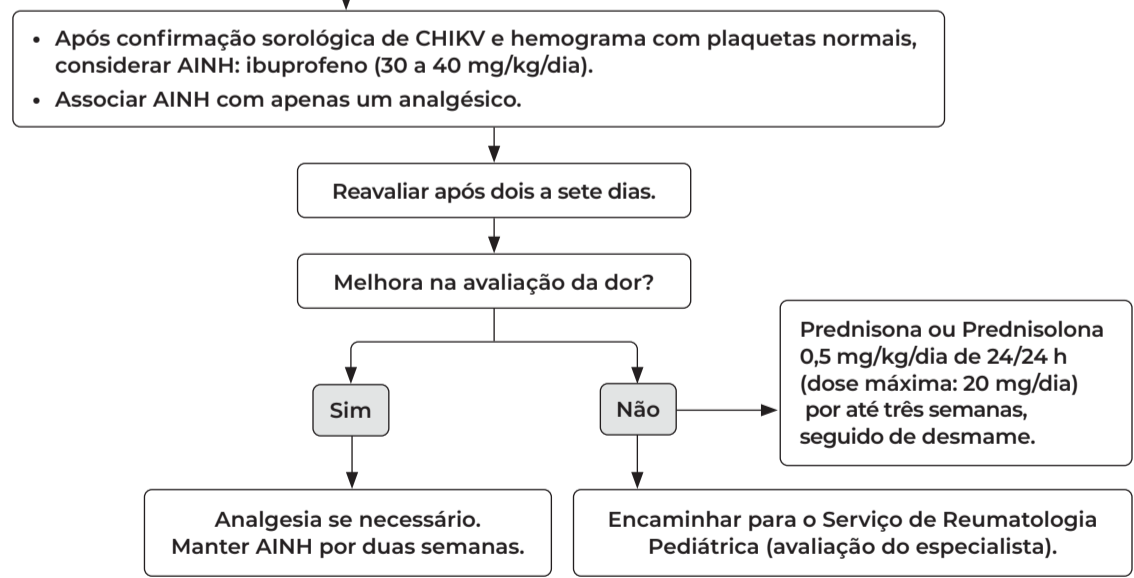 • Após confirmação sorológica de CHIKV e hemograma com plaquetas normais,
considerar AINH: ibuprofeno (30 a 40 mg/kg/dia).
• Associar AINH com apenas um analgésico.
Reavaliar após dois a sete dias.
Melhora na avaliação da dor?
Sim
Não
Prednisona ou Prednisolona
0,5 mg/kg/dia de 24/24 h
(dose máxima: 20 mg/dia)
por até três semanas,
seguido de desmame.
Analgesia se necessário.
Manter AINH por duas semanas.
Encaminhar para o Serviço de Reumatologia
Pediátrica (avaliação do especialista).